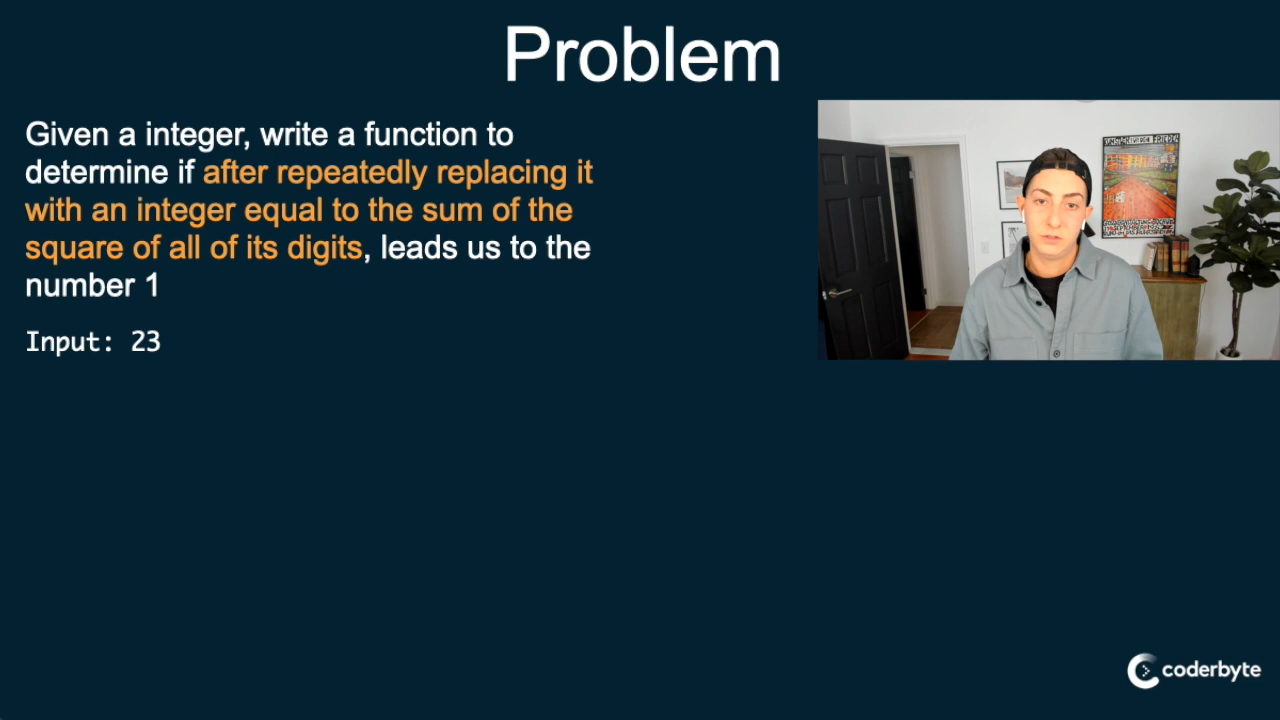 Problem
Given a integer, write a function to
determine if after repeatedly replacing it
with an integer equal to the sum of the
square of all of its digits, leads us to the
number 1
Input: 23
coderbyte